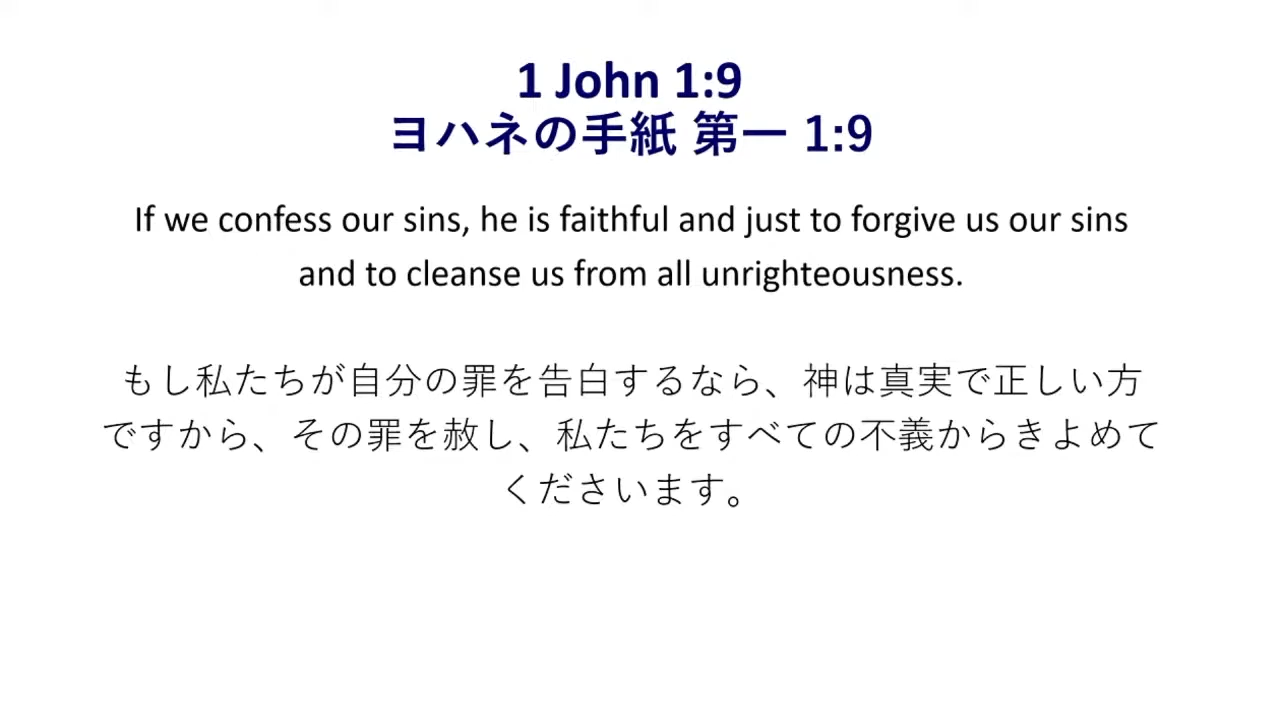 1 John 1:9
ヨハネの手紙 第一 1:9
If we confess our sins, he is faithful and just to forgive us our sins
and to cleanse us from all unrighteousness.
もし私たちが自分の罪を告白するなら、神は真実で正しい方
ですから、その罪を赦し、私たちをすべての不義からきよめて
くださいます。